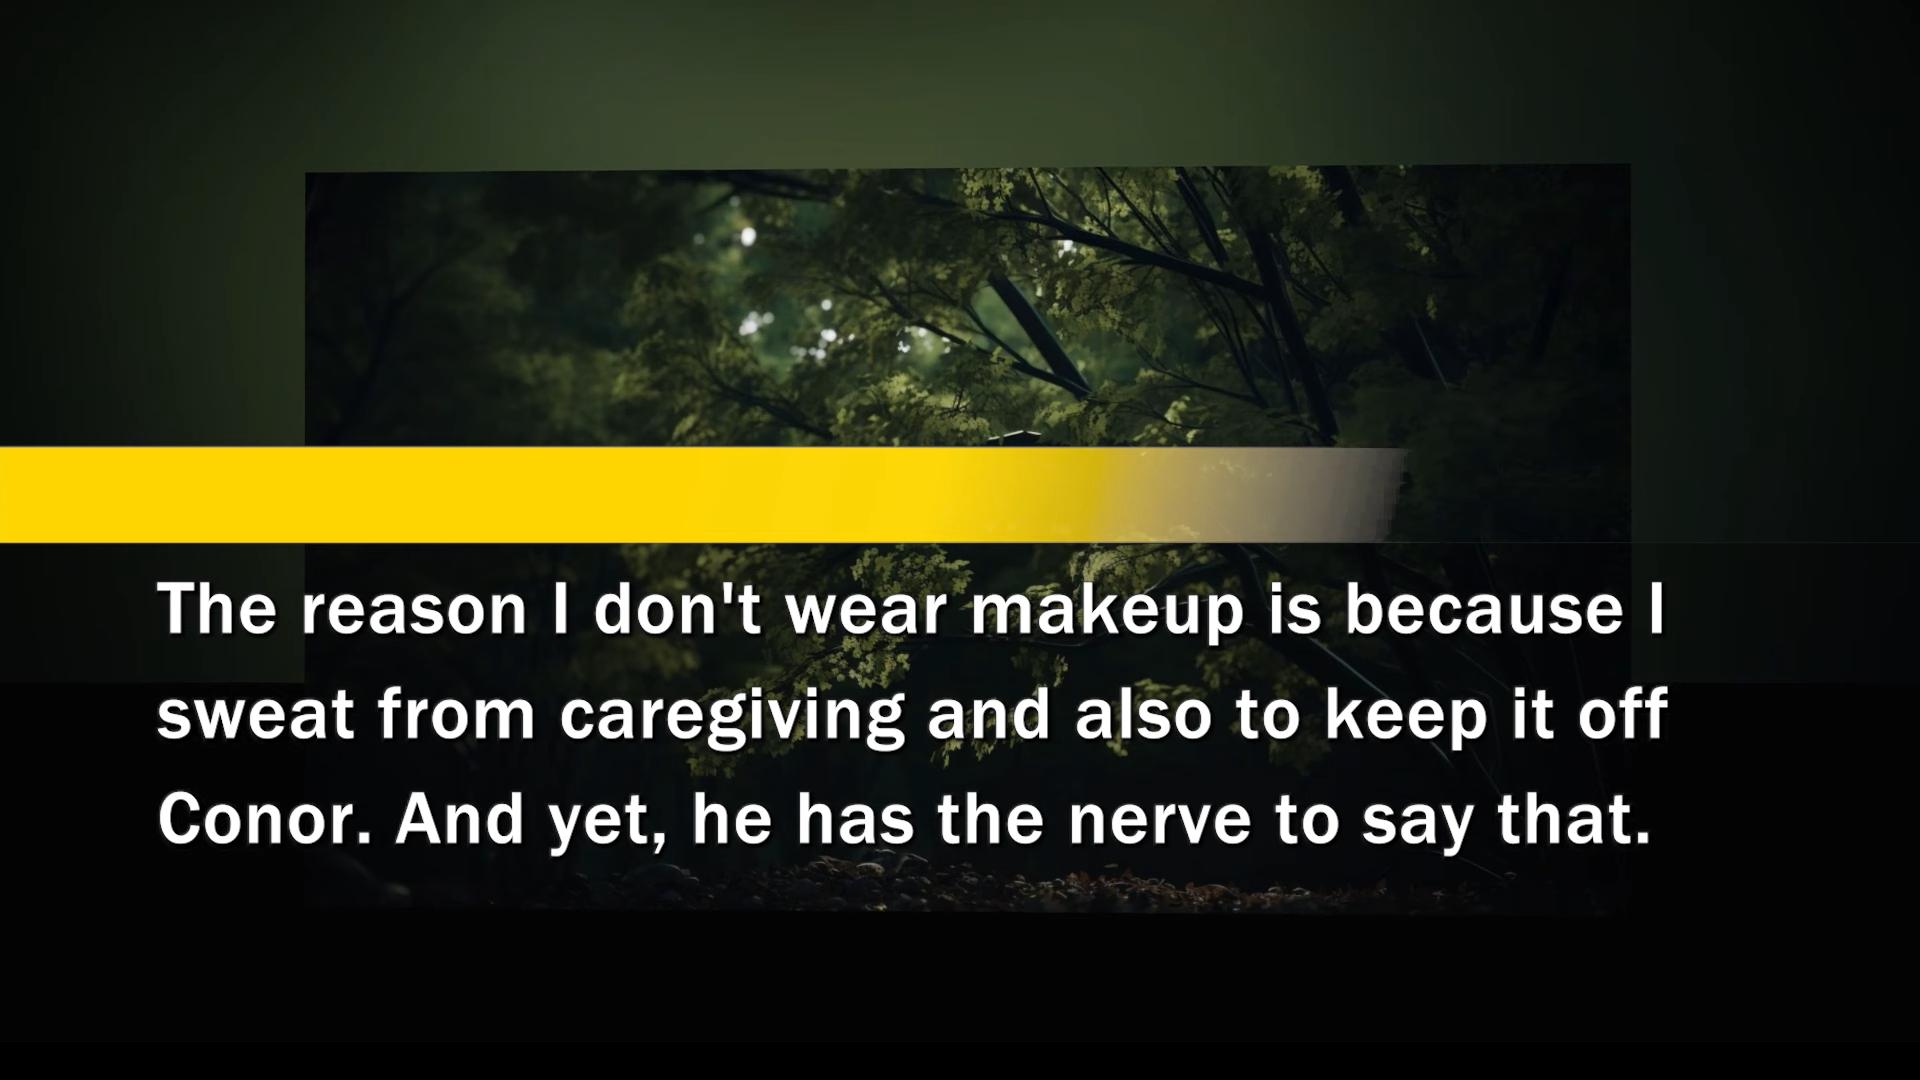 The reason I don't wear makeup is because I
sweat from caregiving and also to keep it off
Conor. And yet, he has the nerve to say that.